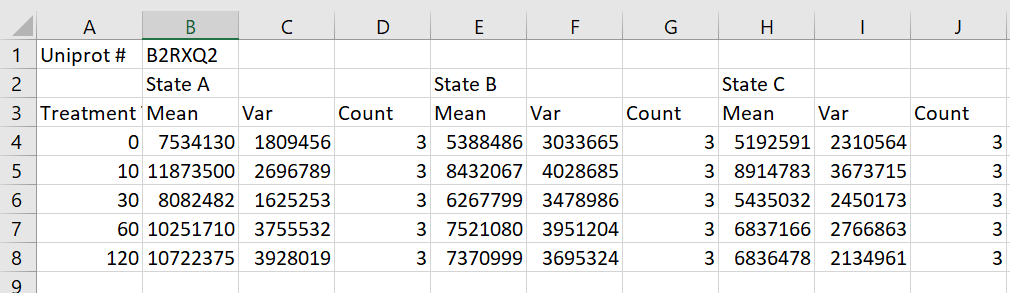 A B C D E F G H I J
1 Uniprot # B2RXQ2
2 State A State B State C
3 Treatment Mean Var Count Mean Var Count Mean Var Count
4 0 7534130 1809456 3 5388486 3033665 3 5192591 2310564 3
5 10 11873500 2696789 3 8432067 4028685 3 8914783 3673715 3
6 30 8082482 1625253 3 6267799 3478986 3 5435032 2450173 3
7 60 10251710 3755532 3 7521080 3951204 3 6837166 2766863 3
8 120 10722375 3928019 3 7370999 3695324 3 6836478 2134961 3
9